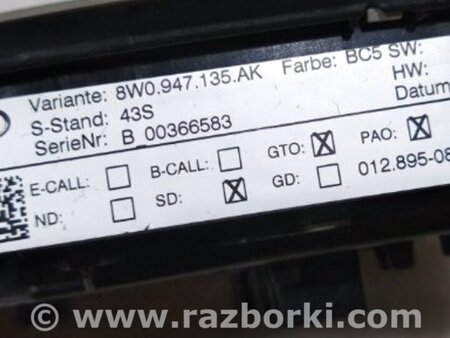 Variante: 8W0.947.135.AK Farbe: BC5 SW:
S-Stand: 43S HW:
SerieNr: B_00366583 Datum
E-CALL: B-CALL: GTO: PAO:
ND: SD: GD: 012.895-08
© www.razborki.com